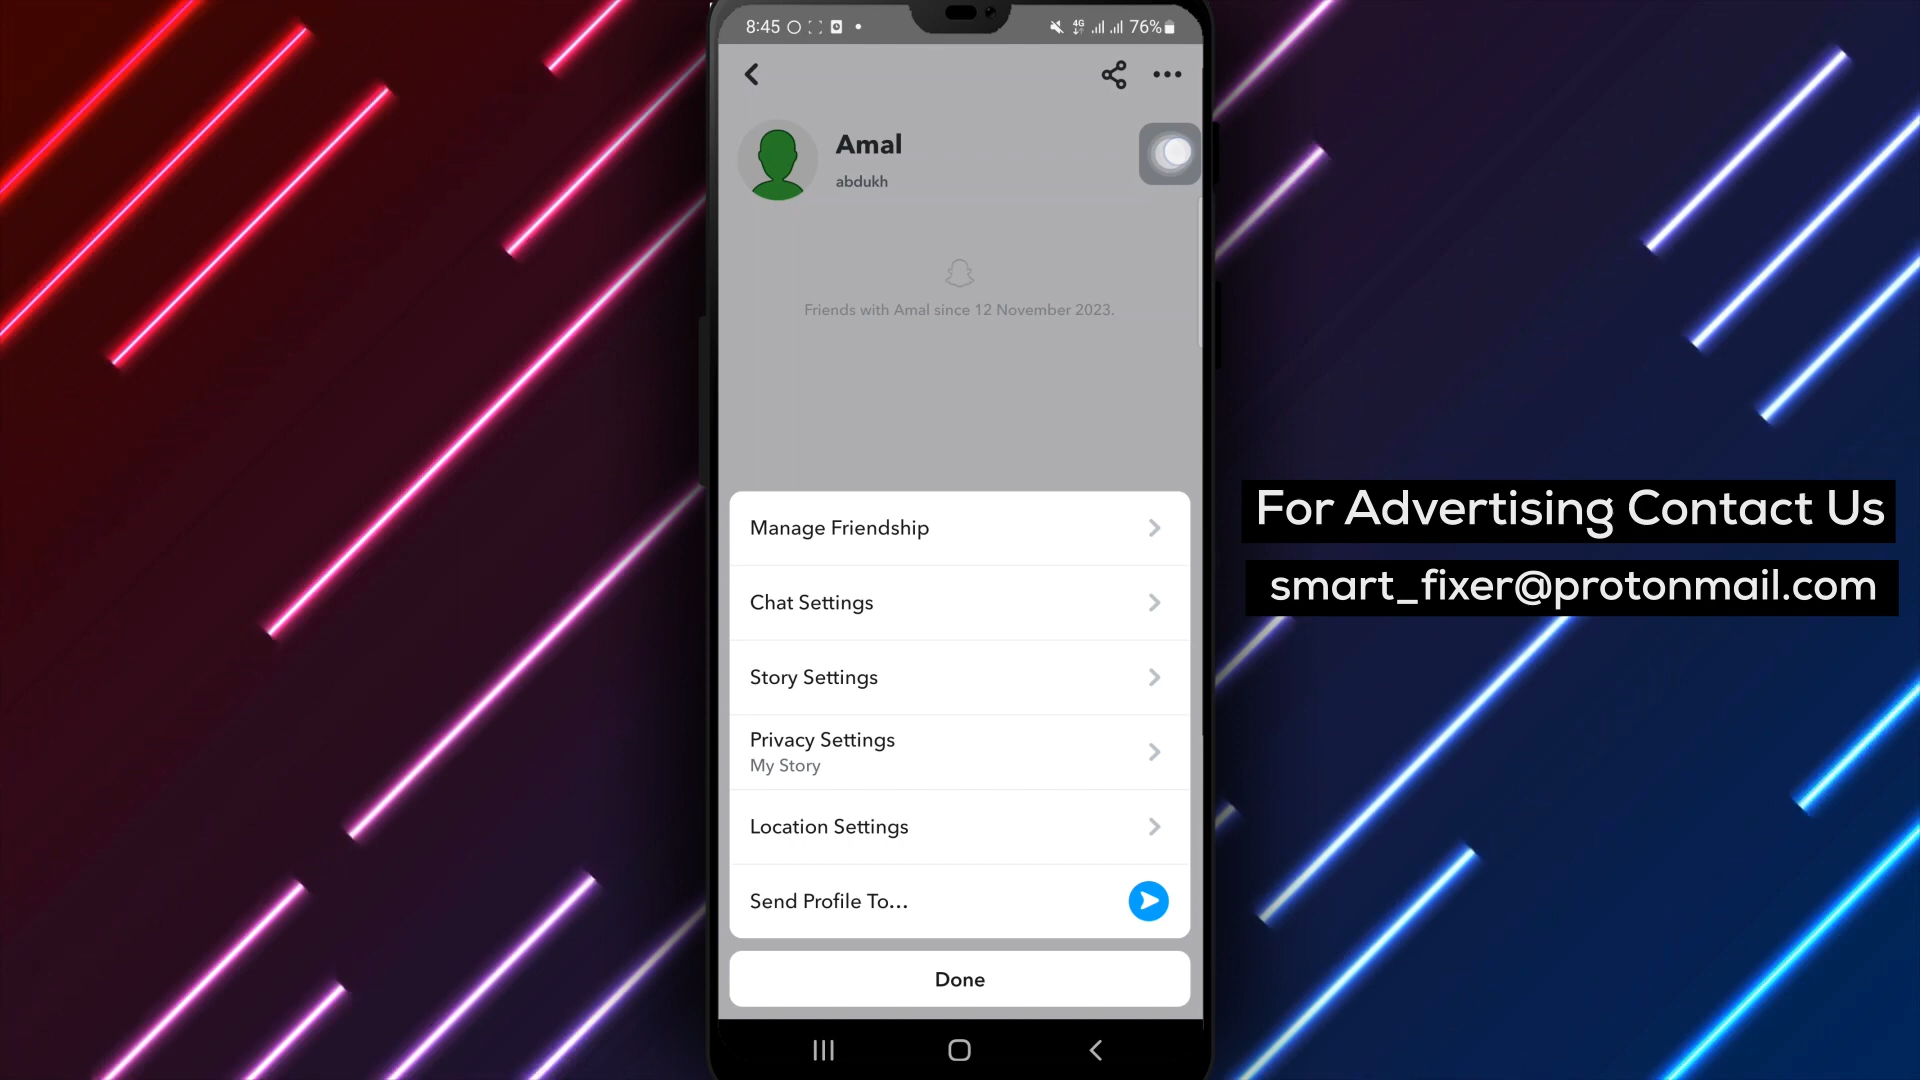 8:45
4G
76%
Amal
abdukh
Friends with Amal since 12 November 2023.
Manage Friendship
Chat Settings
Story Settings
Privacy Settings
My Story
Location Settings
Send Profile To...
Done
For Advertising Contact Us
smart_fixer@protonmail.com